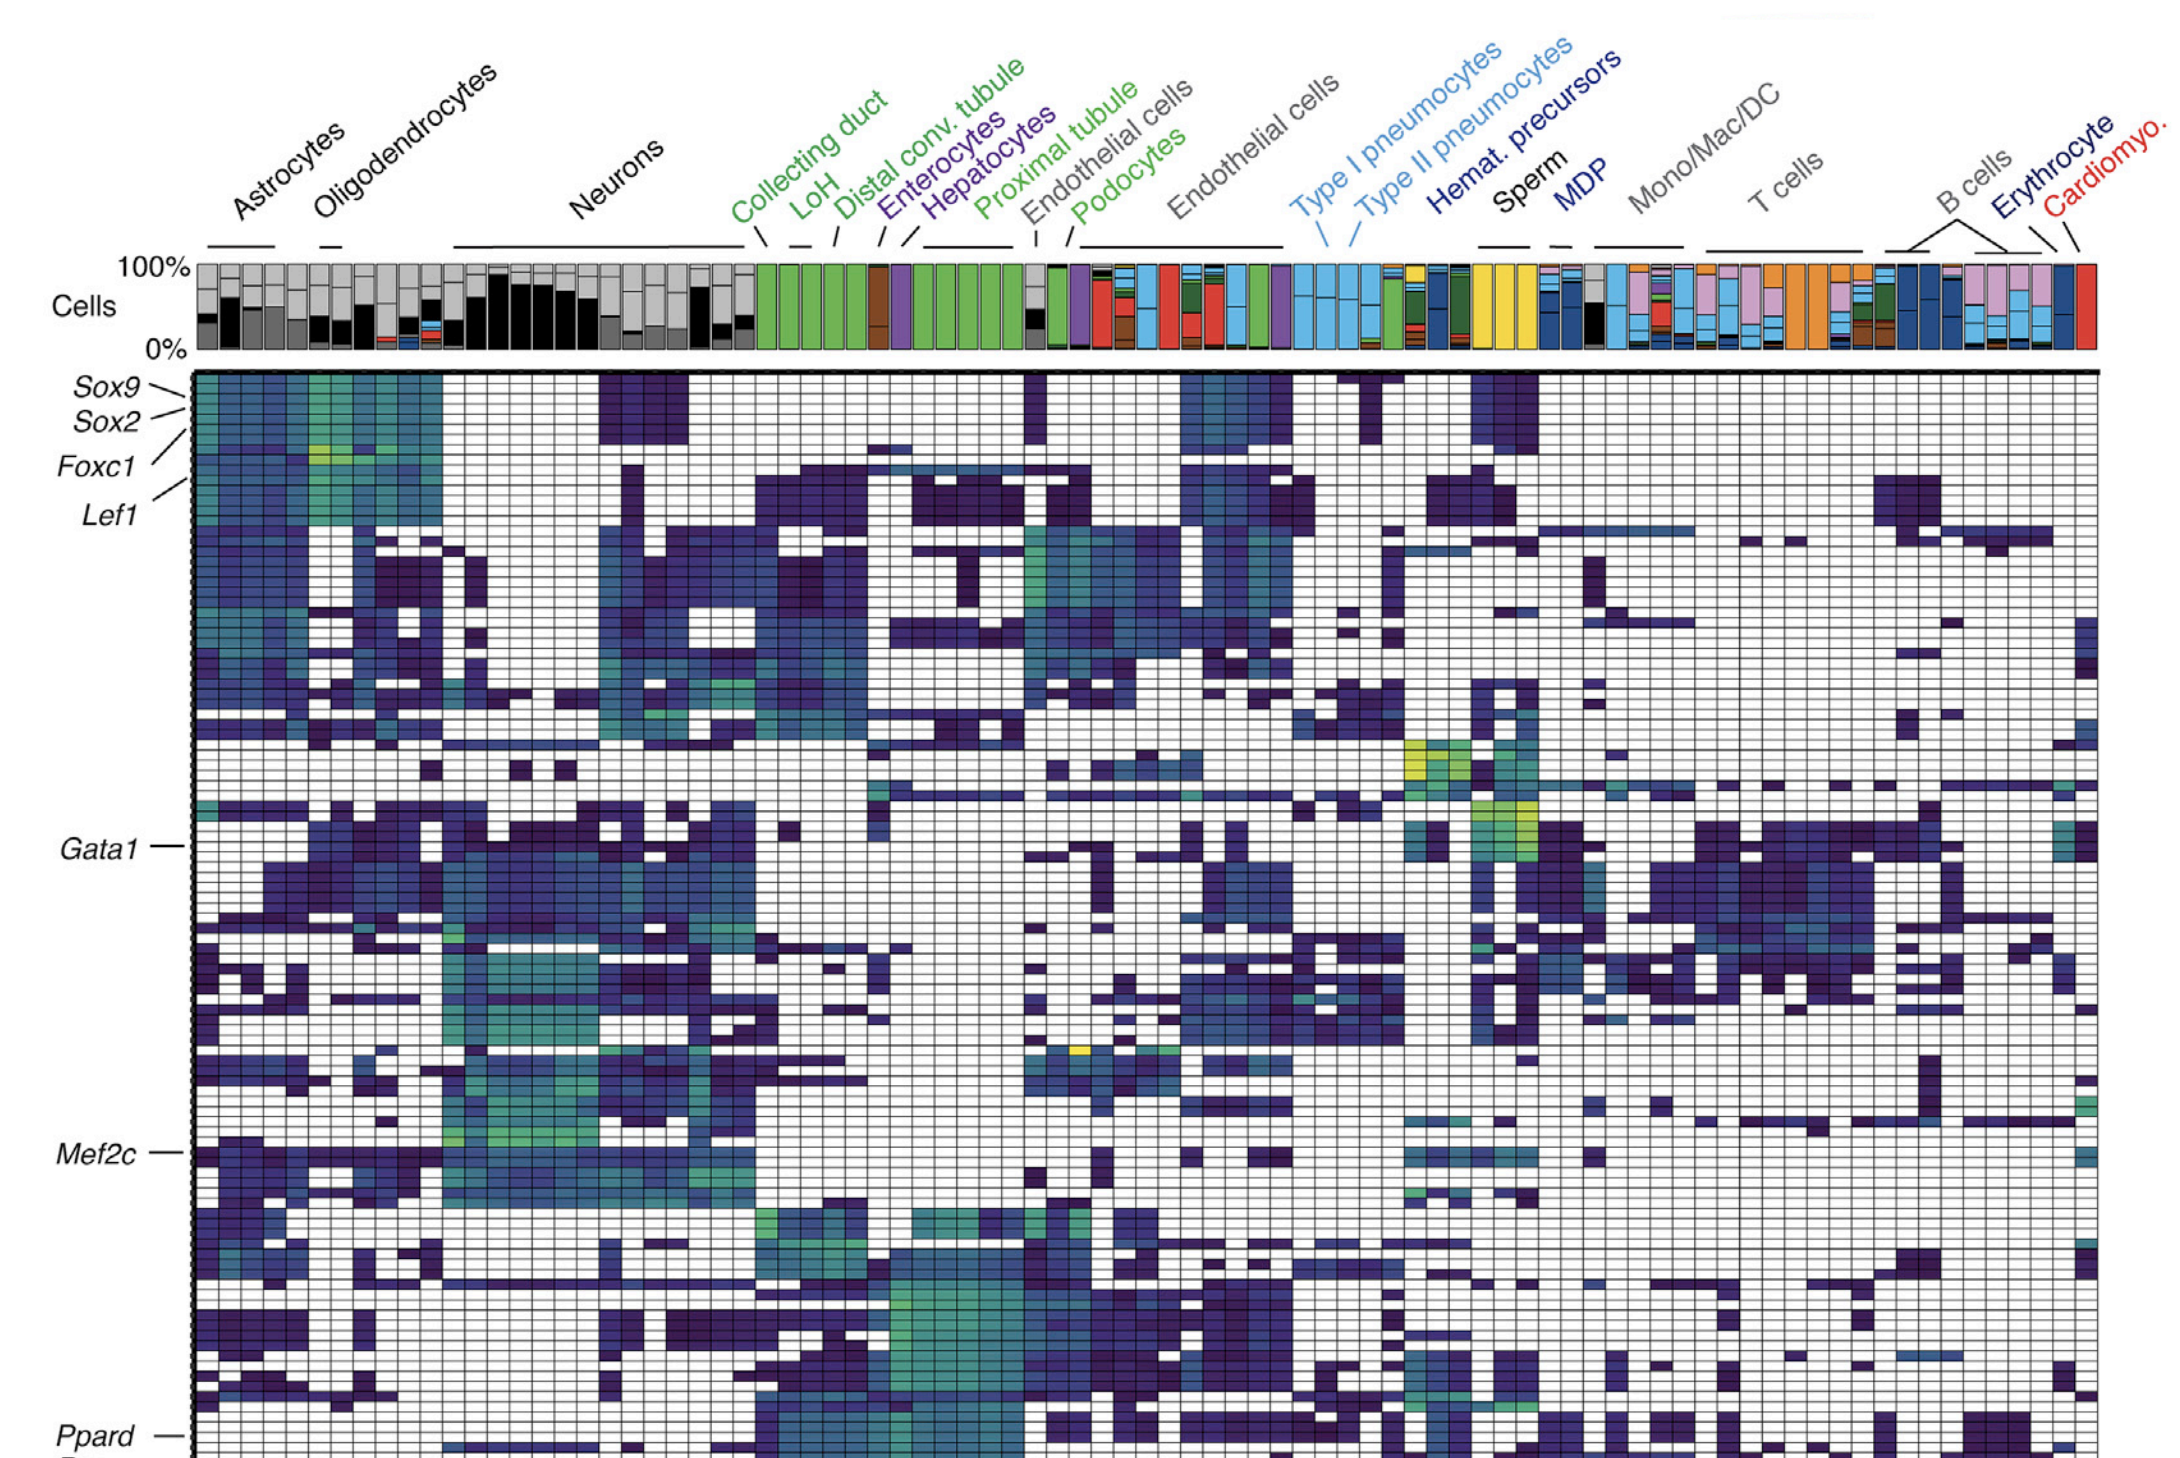 Astrocytes
Oligodendrocytes
Neurons
Collecting duct
LoH
Distal conv. tubule
Enterocytes
Hepatocytes
Proximal tubule
Endothelial cells
Podocytes
Endothelial cells
Type I pneumocytes
Type II pneumocytes
Hemat. precursors
Sperm
MDP
Mono/Mac/DC
T cells
B cells
Erythrocyte
Cardiomyo.
100%
Cells
0%
Sox9
Sox2
Foxc1
Lef1
Gata1
Mef2c
Ppard